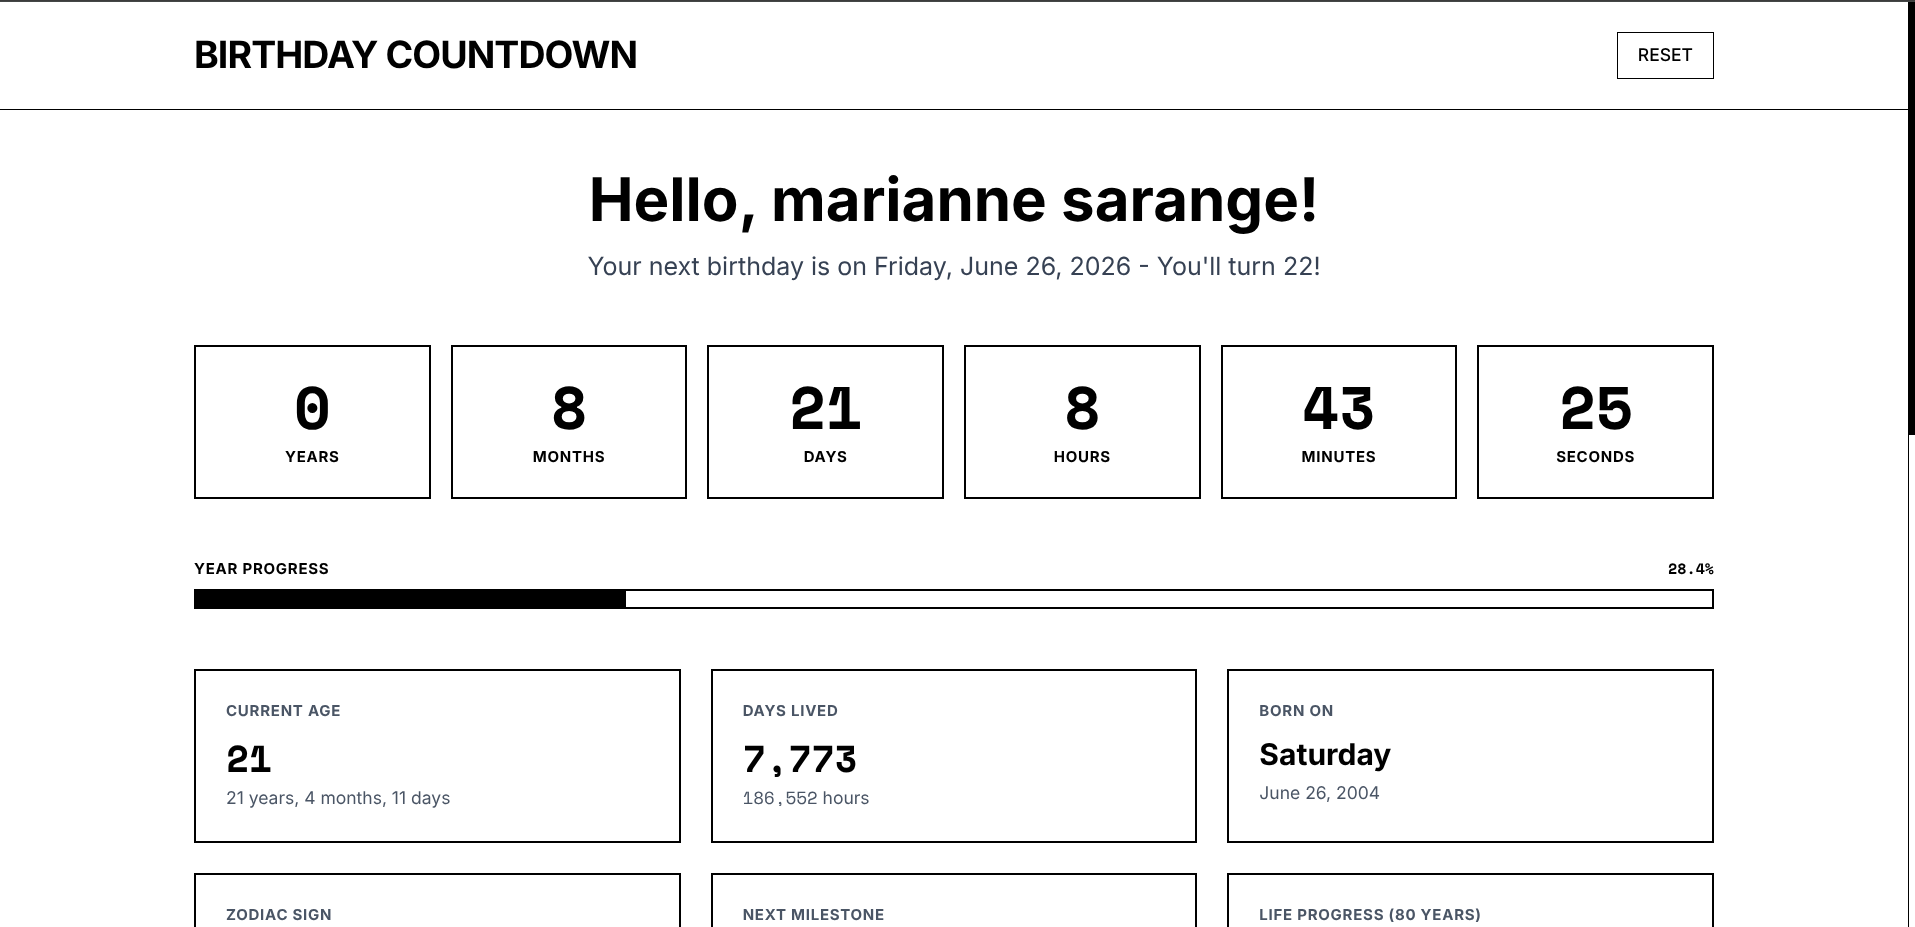 BIRTHDAY COUNTDOWN
RESET
Hello, marianne sarange!
Your next birthday is on Friday, June 26, 2026 - You'll turn 22!
0
YEARS
8
MONTHS
21
DAYS
8
HOURS
43
MINUTES
25
SECONDS
YEAR PROGRESS
28.4%
CURRENT AGE
21
21 years, 4 months, 11 days
DAYS LIVED
7,773
186,552 hours
BORN ON
Saturday
June 26, 2004
ZODIAC SIGN
NEXT MILESTONE
LIFE PROGRESS (80 YEARS)